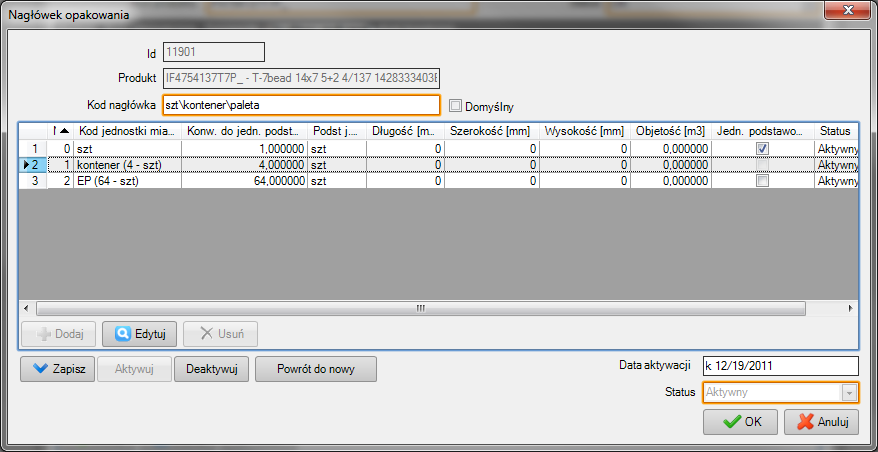 Nagłówek opakowania
Id 11901
Produkt IF4754137T7P_ - T-7bead 14x7 5+2 4/137 1428333403E
Kod nagłówka szt\kontener\paleta Domyślny
Kod jednostki mia... Konw. do jedn. podst... Podst j.... Długość [m... Szerokość [mm] Wysokość [mm] Objetość [m3] Jedn. podstawo... Status
1 0 szt 1,000000 szt 0 0 0 0,000000 Aktywny
2 1 kontener (4 - szt) 4,000000 szt 0 0 0 0,000000 Aktywny
3 2 EP (64 - szt) 64,000000 szt 0 0 0 0,000000 Aktywny
Dodaj Edytuj Usuń
Zapisz Aktywuj Deaktywuj Powrót do nowy
Data aktywacji k 12/19/2011
Status Aktywny
OK Anuluj